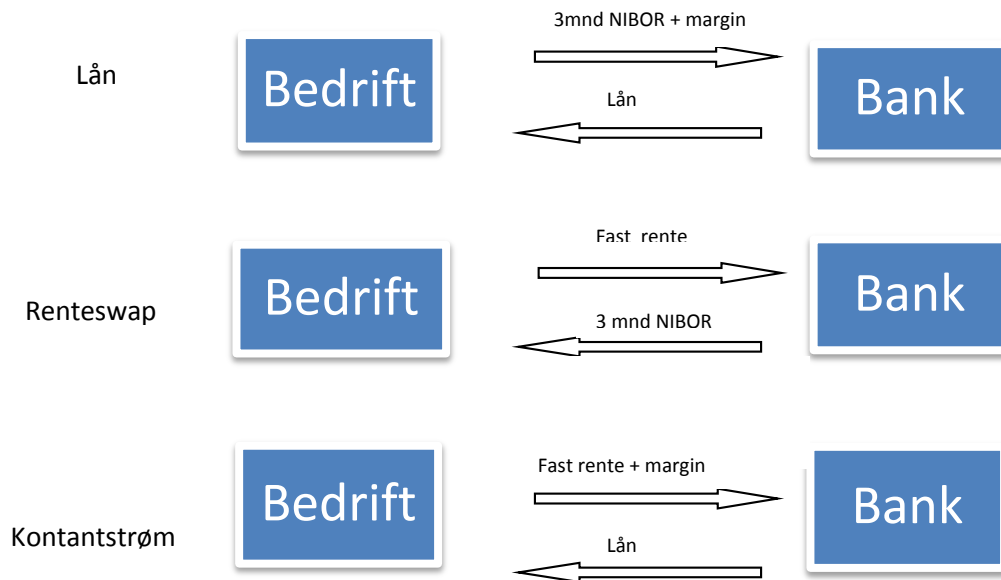 3mnd NIBOR + margin
Lån
Bedrift
Bank
Lån
Fast rente
Renteswap
Bedrift
Bank
3 mnd NIBOR
Fast rente + margin
Kontantstrøm
Bedrift
Bank
Lån